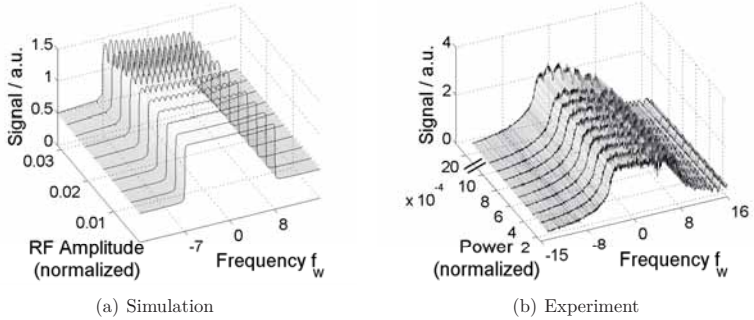 1.5
1
0.5
0
Signal / a.u.
0.03
0.02
0.01
RF Amplitude
(normalized)
-7
0
8
Frequency f_w
(a) Simulation
4
2
0
Signal / a.u.
20
10
x 10^-4
8
6
4
Power 2
(normalized)
-15
-8
0
8
16
Frequency f_w
(b) Experiment